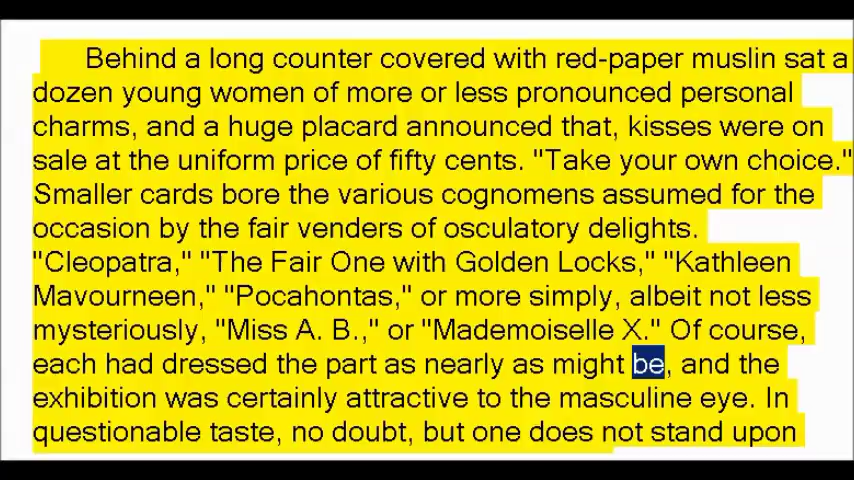 Behind a long counter covered with red-paper muslin sat a
dozen young women of more or less pronounced personal
charms, and a huge placard announced that, kisses were on
sale at the uniform price of fifty cents. "Take your own choice."
Smaller cards bore the various cognomens assumed for the
occasion by the fair venders of osculatory delights.
"Cleopatra," "The Fair One with Golden Locks," "Kathleen
Mavourneen," "Pocahontas," or more simply, albeit not less
mysteriously, "Miss A. B.," or "Mademoiselle X." Of course,
each had dressed the part as nearly as might be, and the
exhibition was certainly attractive to the masculine eye. In
questionable taste, no doubt, but one does not stand upon